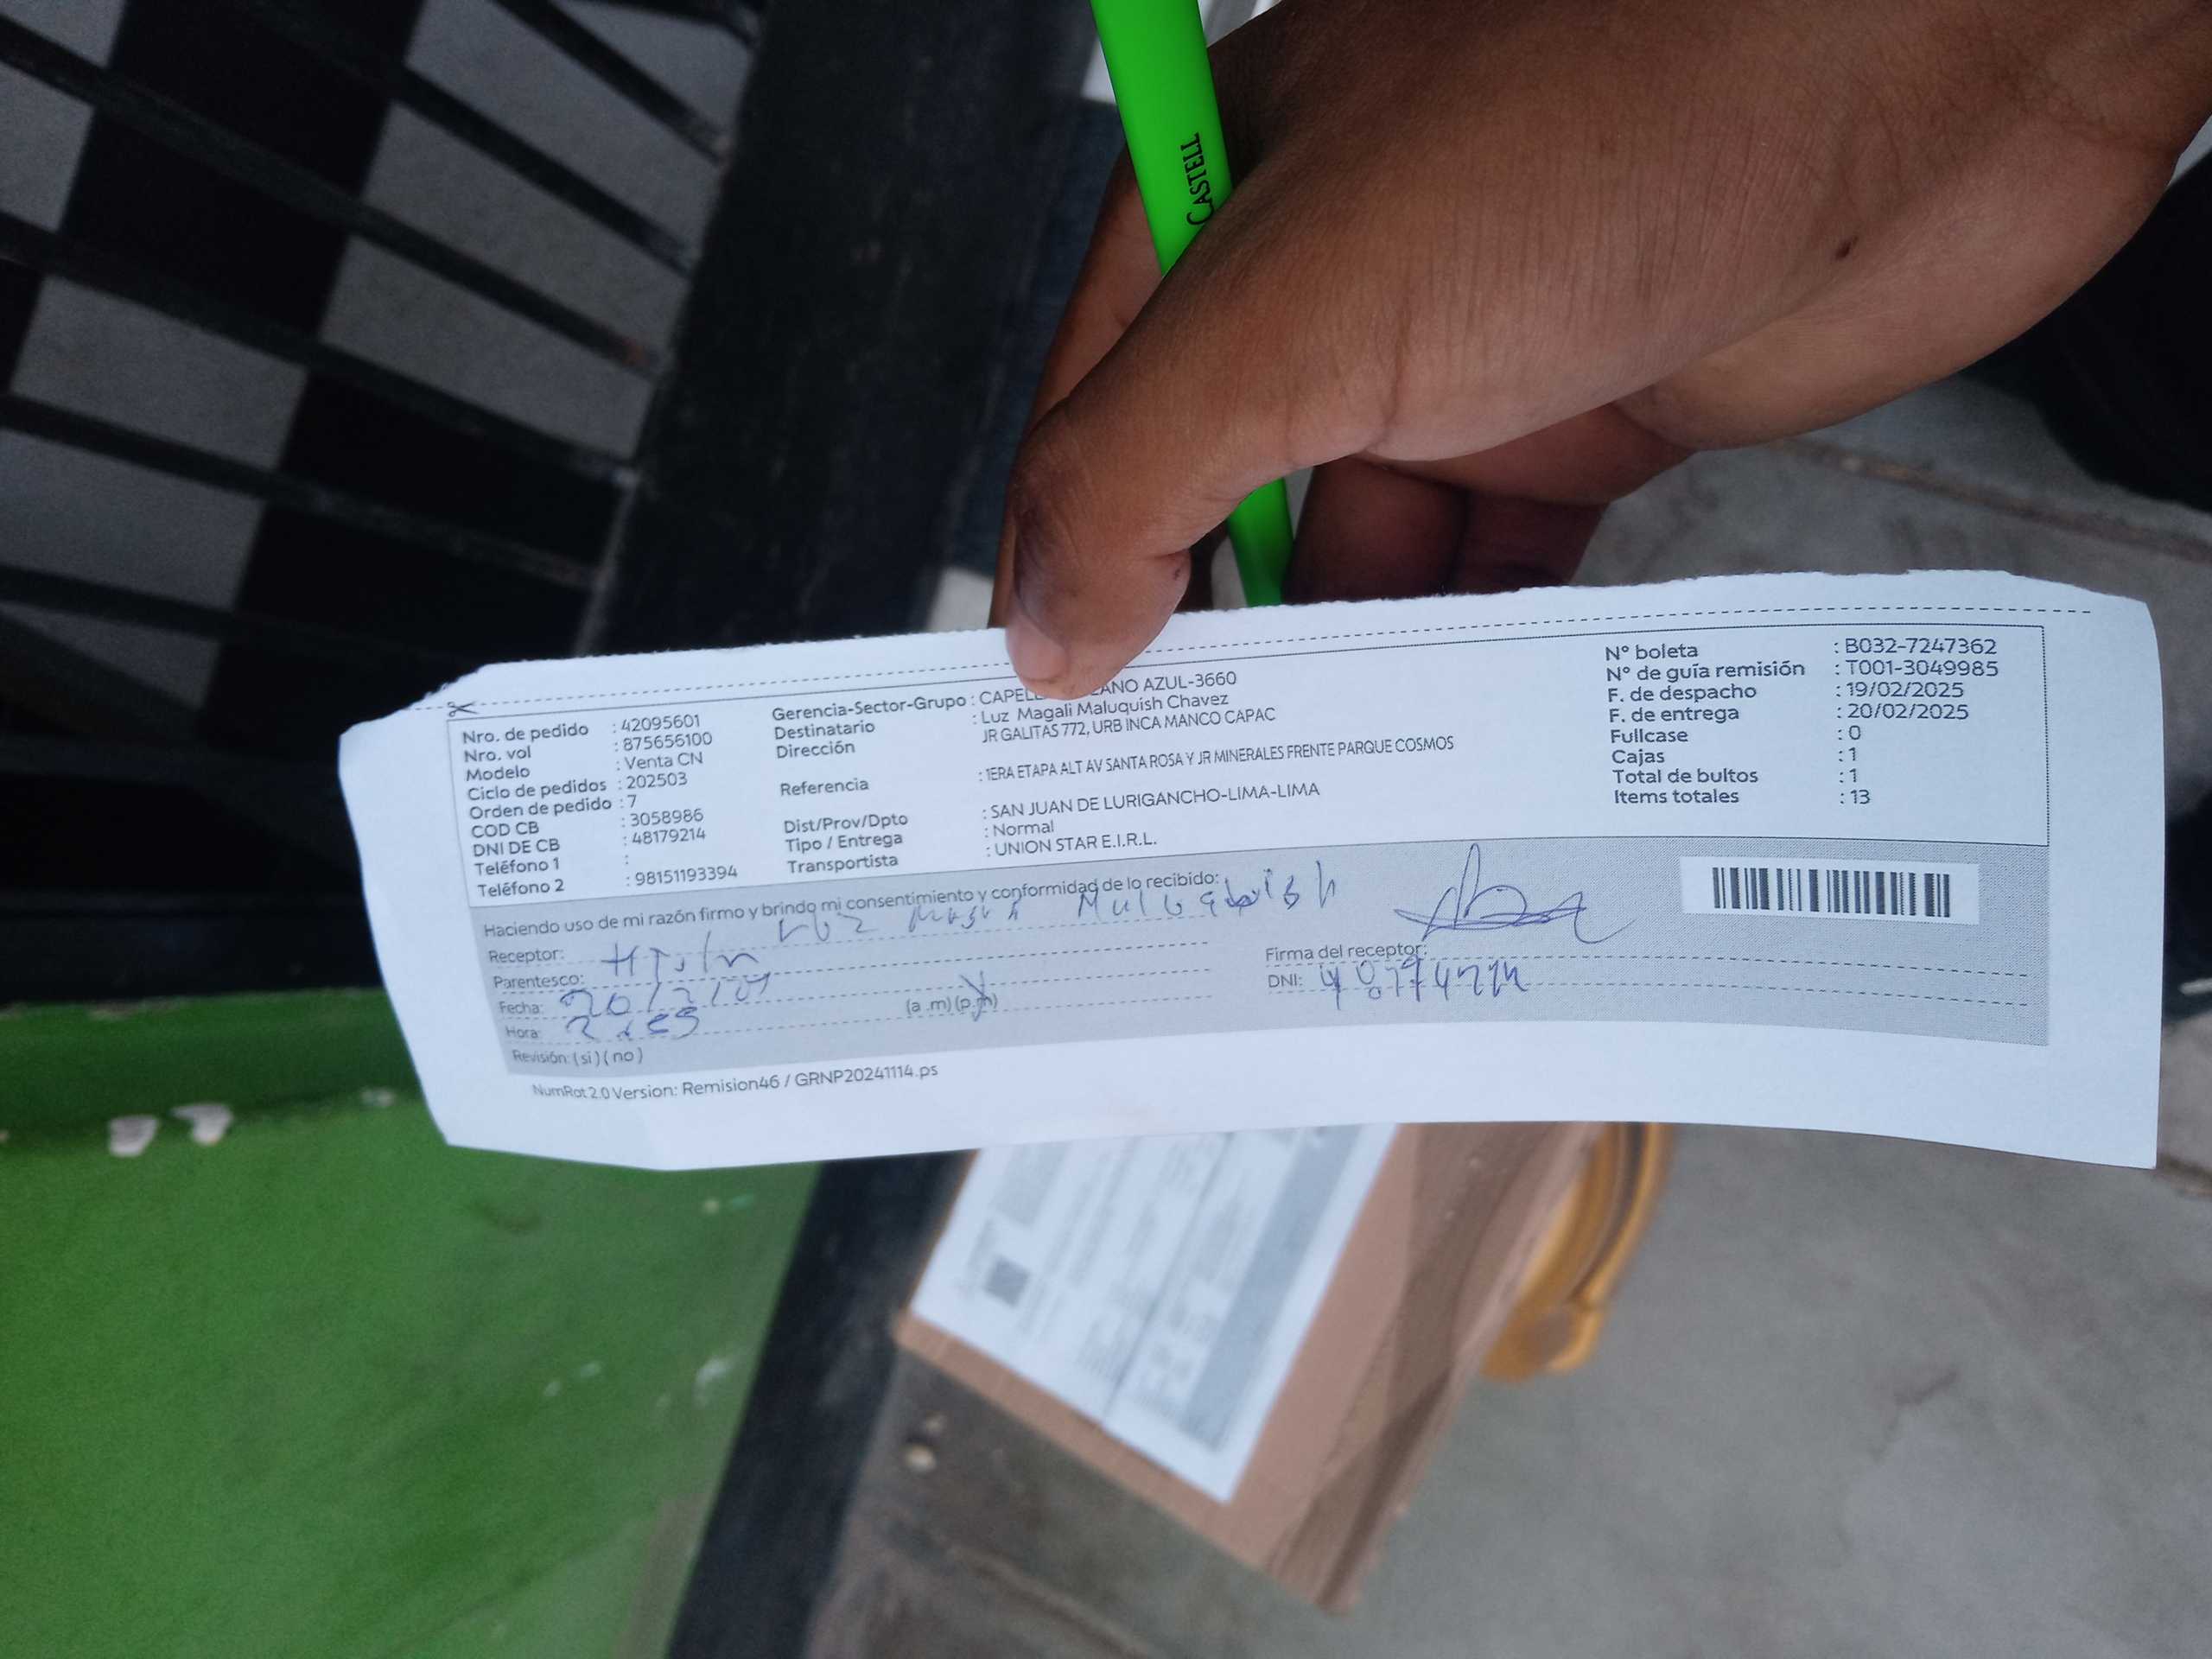 CASTELL
Nro. de pedido : 42095601
Nro. vol : 875656100
Modelo : Venta CN
Ciclo de pedidos : 202503
Orden de pedido : 7
COD CB : 3058986
DNI DE CB : 48179214
Teléfono 1 :
Teléfono 2 : 98151193394
Gerencia-Sector-Grupo : AZUL-3660
Destinatario : Luz Magali Maluquish Chavez
Dirección JR GALITAS 772, URB INCA MANCO CAPAC
Referencia : 1ERA ETAPA ALT AV SANTA ROSA Y JR MINERALES FRENTE PARQUE COSMOS
Dist/Prov/Dpto : SAN JUAN DE LURIGANCHO-LIMA-LIMA
Tipo / Entrega : Normal
Transportista : UNION STAR E.I.R.L.
N° boleta : B032-7247362
N° de guía remisión : T001-3049985
F. de despacho : 19/02/2025
F. de entrega : 20/02/2025
Fullcase : 0
Cajas : 1
Total de bultos : 1
Items totales : 13
Haciendo uso de mi razón firmo y brindo mi consentimiento y conformidad de lo recibido:
Receptor: Luz
Parentesco:
Fecha:
Hora: (a .m) (p.m)
Revisión: ( si ) ( no )
Firma del receptor:
DNI:
NumRot 2.0 Version: Remision46 / GRNP20241114.ps